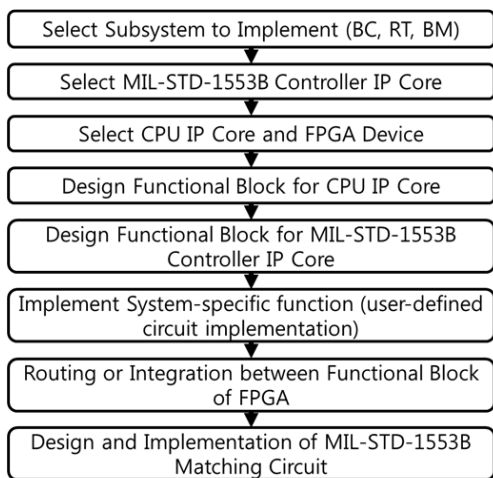 Select Subsystem to Implement (BC, RT, BM)
Select MIL-STD-1553B Controller IP Core
Select CPU IP Core and FPGA Device
Design Functional Block for CPU IP Core
Design Functional Block for MIL-STD-1553B
Controller IP Core
Implement System-specific function (user-defined
circuit implementation)
Routing or Integration between Functional Block
of FPGA
Design and Implementation of MIL-STD-1553B
Matching Circuit